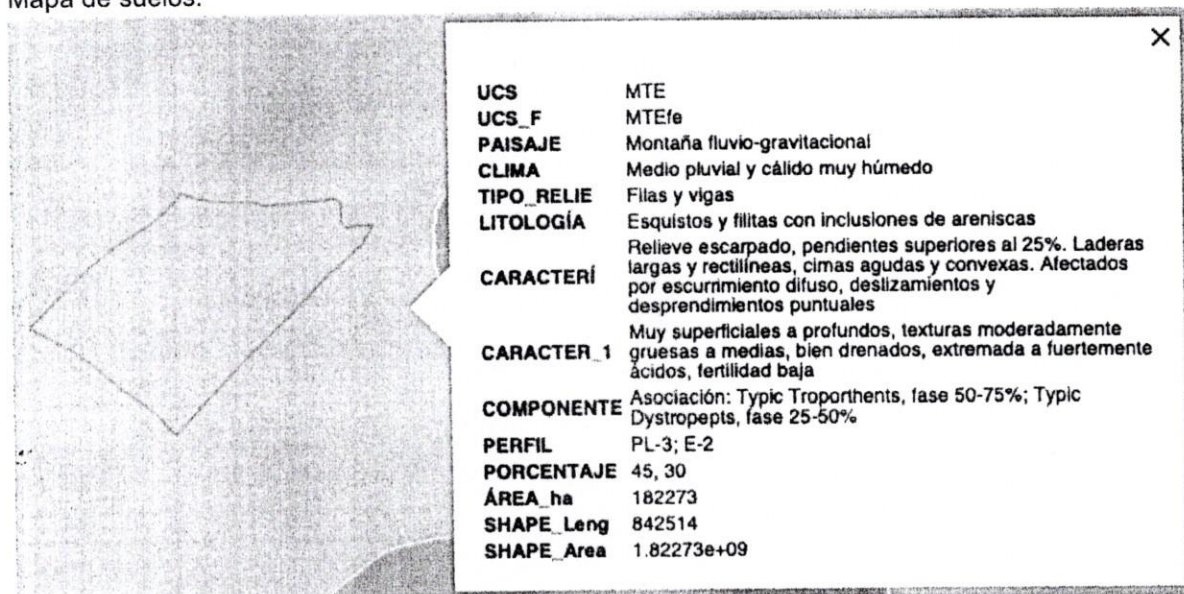 Mapa de suelos.
×
UCS MTE
UCS_F MTEfe
PAISAJE Montaña fluvio-gravitacional
CLIMA Medio pluvial y cálido muy húmedo
TIPO_RELIE Filas y vigas
LITOLOGÍA Esquistos y filitas con inclusiones de areniscas
Relieve escarpado, pendientes superiores al 25%. Laderas
CARACTERÍ largas y rectilíneas, cimas agudas y convexas. Afectados
por escurrimiento difuso, deslizamientos y
desprendimientos puntuales
Muy superficiales a profundos, texturas moderadamente
CARACTER_1 gruesas a medias, bien drenados, extremada a fuertemente
ácidos, fertilidad baja
COMPONENTE Asociación: Typic Troporthents, fase 50-75%; Typic
Dystropepts, fase 25-50%
PERFIL PL-3; E-2
PORCENTAJE 45, 30
ÁREA_ha 182273
SHAPE_Leng 842514
SHAPE_Area 1.82273e+09